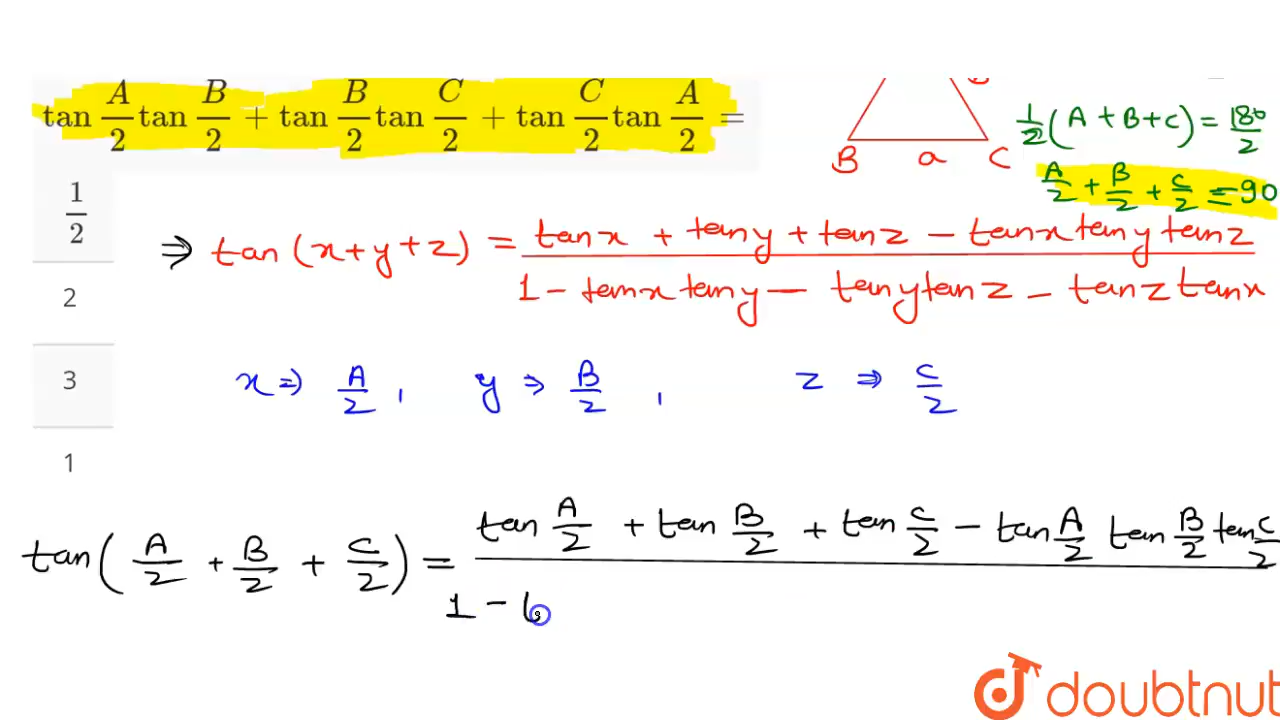 tan A/2 tan B/2 + tan B/2 tan C/2 + tan C/2 tan A/2 =
B a C
1/2 (A + B + C) = 180/2
A/2 + B/2 + C/2 = 90
1/2
⇒ tan (x + y + z) = tan x + tan y + tan z - tan x tan y tan z / 1 - tan x tan y - tan y tan z - tan z tan x
2
3
x ⇒ A/2 , y ⇒ B/2 , z ⇒ C/2
1
tan (A/2 + B/2 + C/2) = tan A/2 + tan B/2 + tan C/2 - tan A/2 tan B/2 tan C/2
1 -
doubtnut